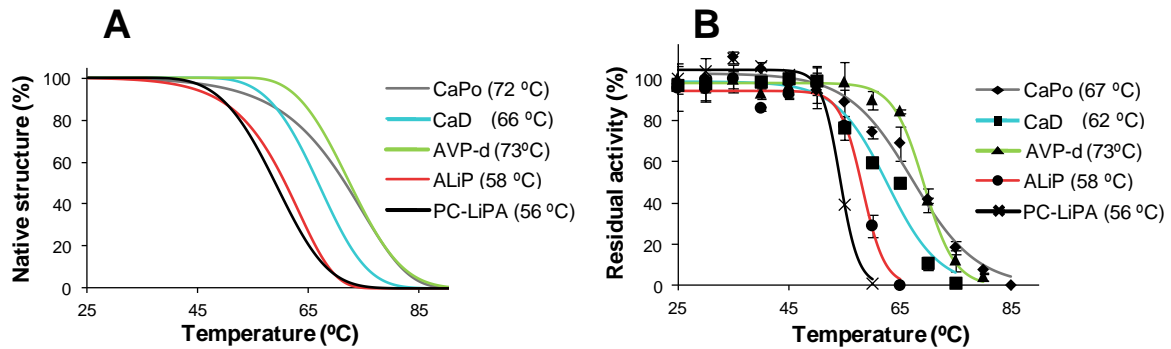 A
Native structure (%)
100
80
60
40
20
0
25
45
65
85
Temperature (ºC)
CaPo (72 ºC)
CaD (66 ºC)
AVP-d (73ºC)
ALiP (58 ºC)
PC-LiPA (56 ºC)
B
Residual activity (%)
100
80
60
40
20
0
25
45
65
85
Temperature (ºC)
CaPo (67 ºC)
CaD (62 ºC)
AVP-d (73ºC)
ALiP (58 ºC)
PC-LiPA (56 ºC)